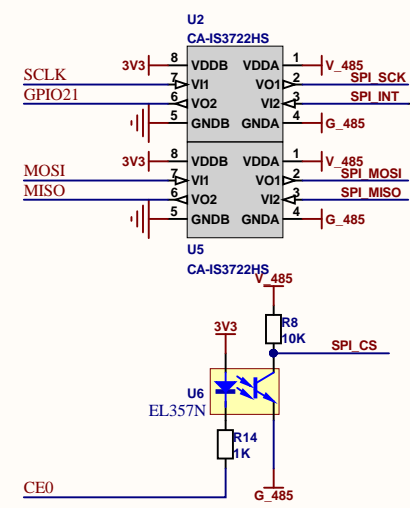 U2
CA-IS3722HS
3V3 8 VDDB VDDA 1 V_485
SCLK 7 VI1 VO1 2 SPI_SCK
GPIO21 6 VO2 VI2 3 SPI_INT
5 GNDB GNDA 4 G_485
3V3 8 VDDB VDDA 1 V_485
MOSI 7 VI1 VO1 2 SPI_MOSI
MISO 6 VO2 VI2 3 SPI_MISO
5 GNDB GNDA 4 G_485
U5
CA-IS3722HS
V_485
R8
10K
3V3
SPI_CS
U6
EL357N
R14
1K
CE0
G_485